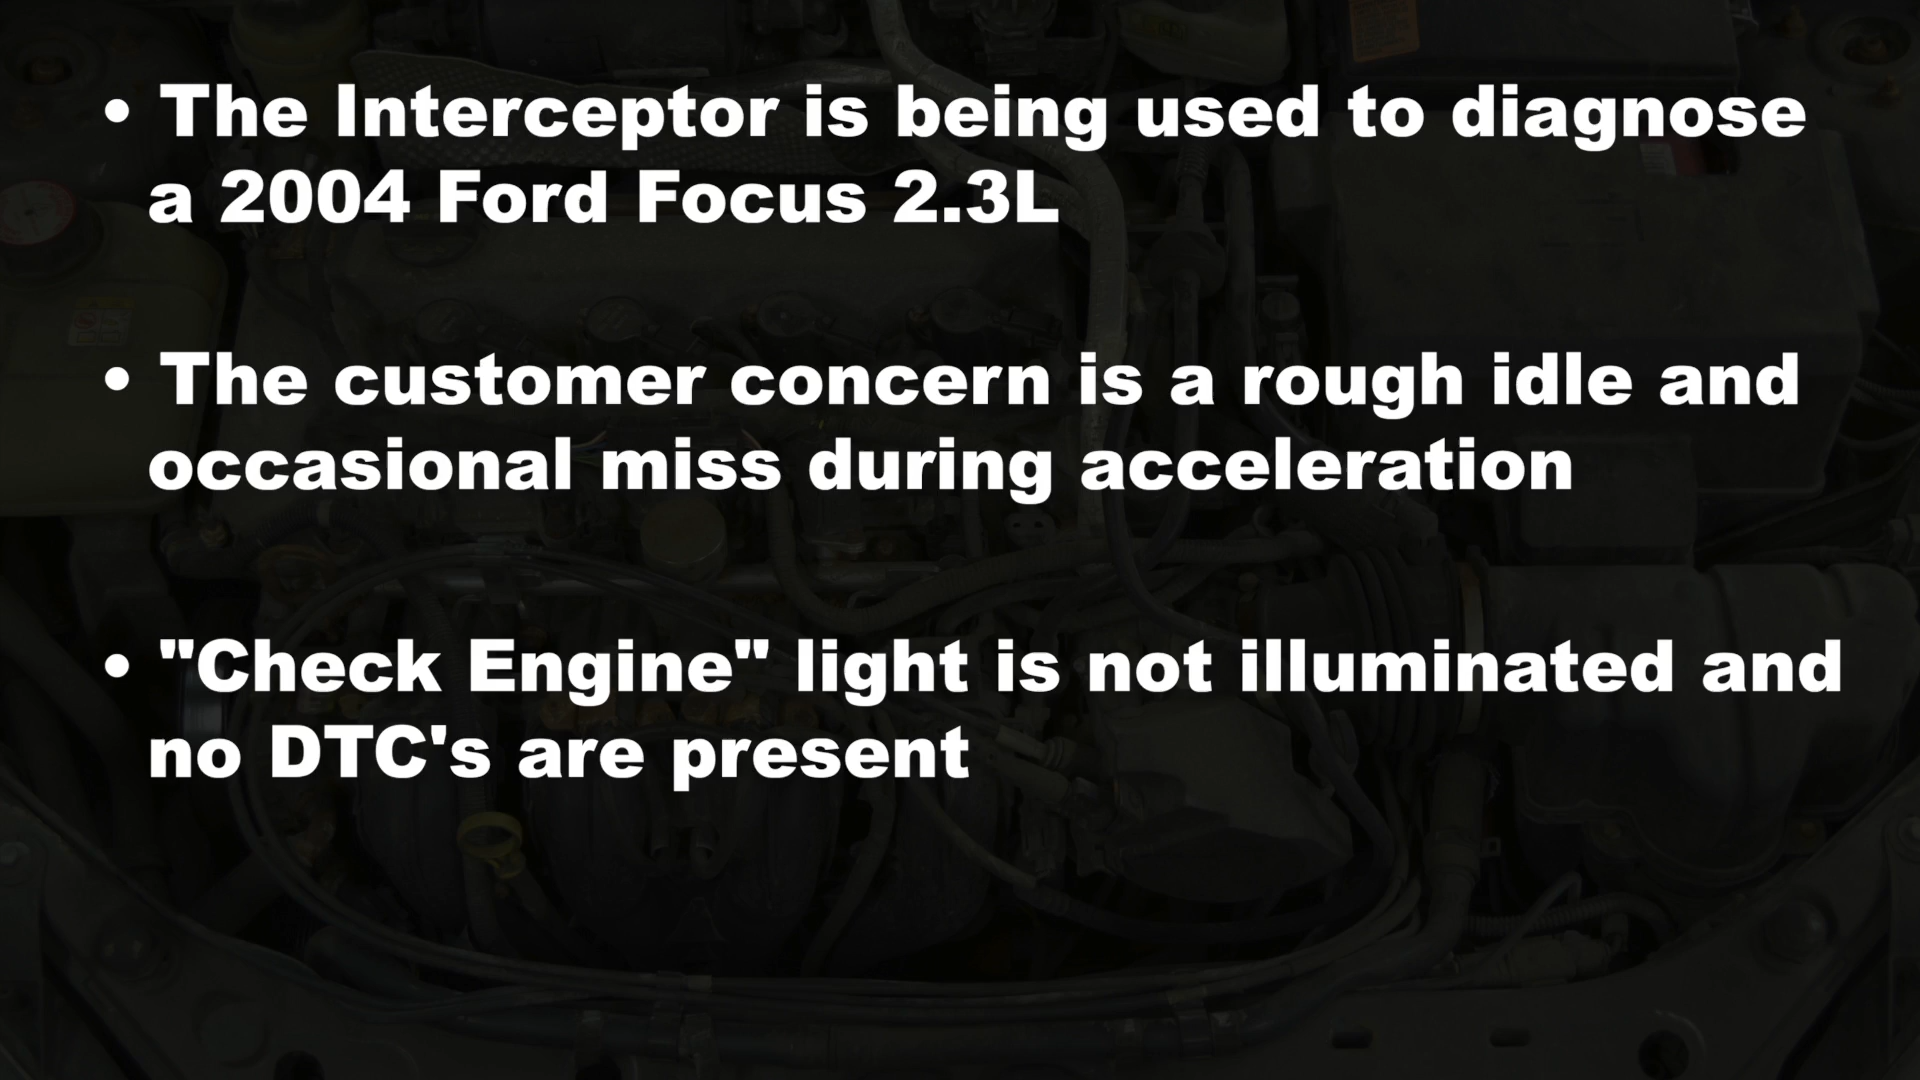 • The Interceptor is being used to diagnose
a 2004 Ford Focus 2.3L
• The customer concern is a rough idle and
occasional miss during acceleration
• "Check Engine" light is not illuminated and
no DTC's are present